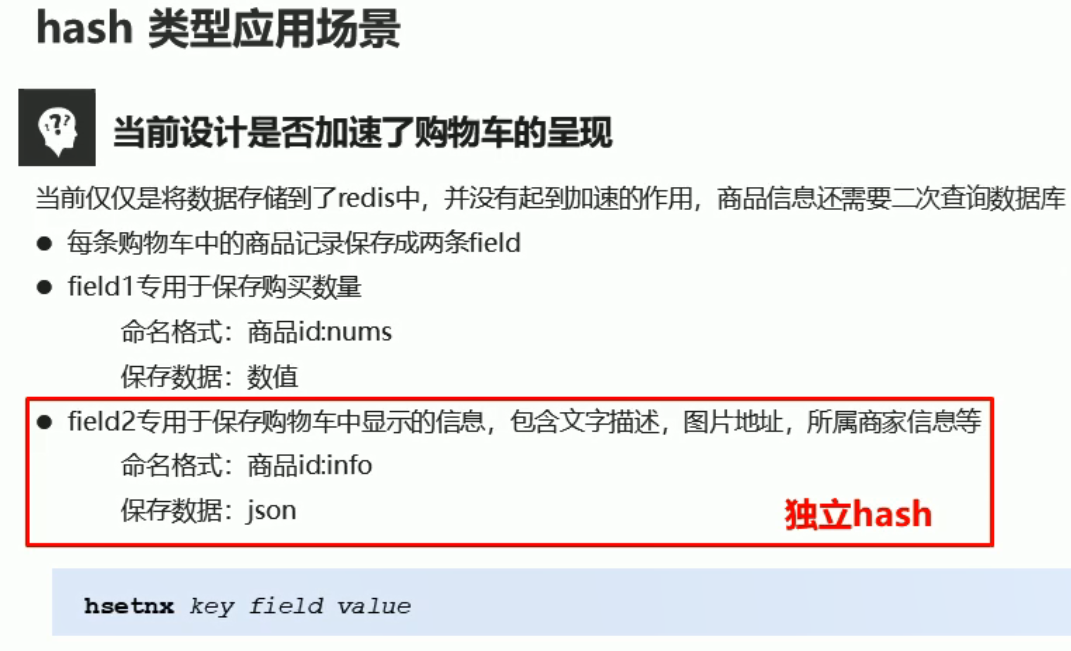 hash 类型应用场景
??
当前设计是否加速了购物车的呈现
当前仅仅是将数据存储到了redis中，并没有起到加速的作用，商品信息还需要二次查询数据库
● 每条购物车中的商品记录保存成两条field
● field1专用于保存购买数量
命名格式：商品id:nums
保存数据：数值
● field2专用于保存购物车中显示的信息，包含文字描述，图片地址，所属商家信息等
命名格式：商品id:info
保存数据：json
独立hash
hsetnx key field value